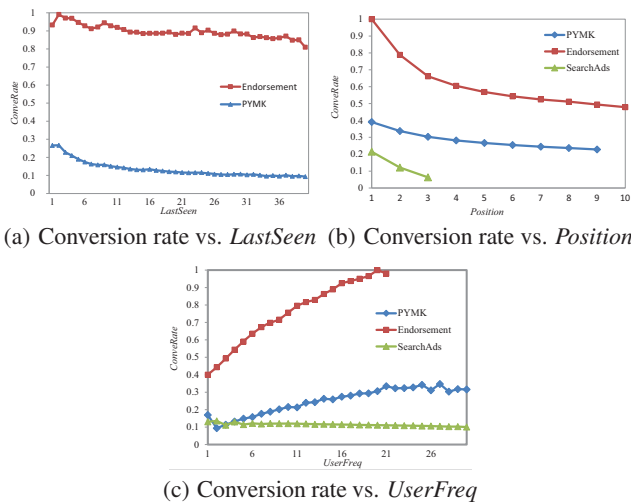 1
0.9
0.8
0.7
0.6
0.5
0.4
0.3
0.2
0.1
0
ConveRate
Endorsement
PYMK
1 6 11 16 21 26 31 36
LastSeen
(a) Conversion rate vs. LastSeen
1
0.9
0.8
0.7
0.6
0.5
0.4
0.3
0.2
0.1
0
ConveRate
PYMK
Endorsement
SearchAds
1 2 3 4 5 6 7 8 9 10
Position
(b) Conversion rate vs. Position
1
0.9
0.8
0.7
0.6
0.5
0.4
0.3
0.2
0.1
0
ConveRate
PYMK
Endorsement
SearchAds
1 6 11 16 21 26
UserFreq
(c) Conversion rate vs. UserFreq